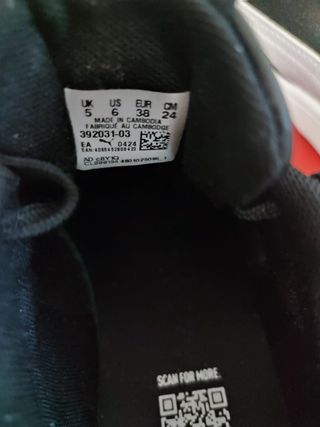 UK US EUR CM
5 6 38 24
MADE IN CAMBODIA
FABRIQUE AU CAMBODGE
392031-03
EA 0424
SCAN FOR MORE.